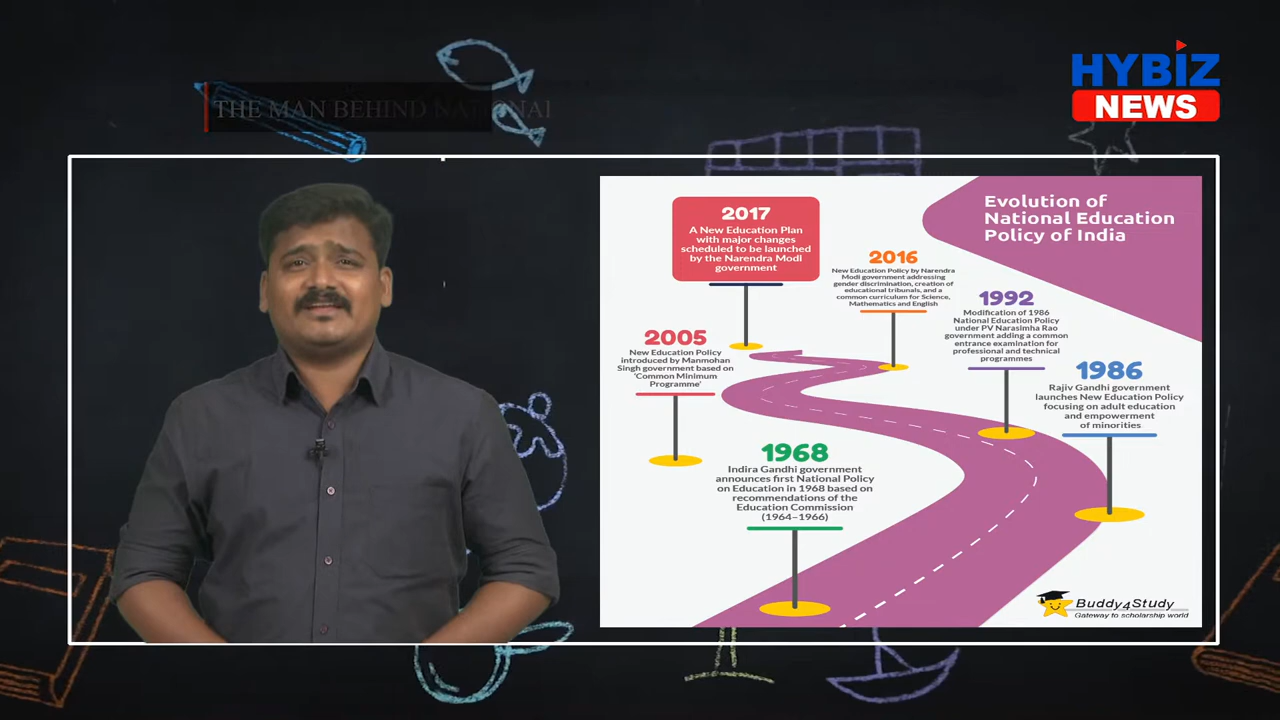 HYBIZ
NEWS
THE MAN BEHIND NATIONAL
Evolution of
National Education
Policy of India
2017
A New Education Plan
with major changes
scheduled to be launched
by the Narendra Modi
government
2016
New Education Policy by Narendra
Modi government addressing
gender discrimination, creation of
educational tribunals, and a
common curriculum for Science,
Mathematics and English
1992
Modification of 1986
National Education Policy
under PV Narasimha Rao
government adding a common
entrance examination for
professional and technical
programmes
2005
New Education Policy
introduced by Manmohan
Singh government based on
'Common Minimum
Programme'
1986
Rajiv Gandhi government
launches New Education Policy
focusing on adult education
and empowerment
of minorities
1968
Indira Gandhi government
announces first National Policy
on Education in 1968 based on
recommendations of the
Education Commission
(1964–1966)
Buddy4Study
Gateway to scholarship world